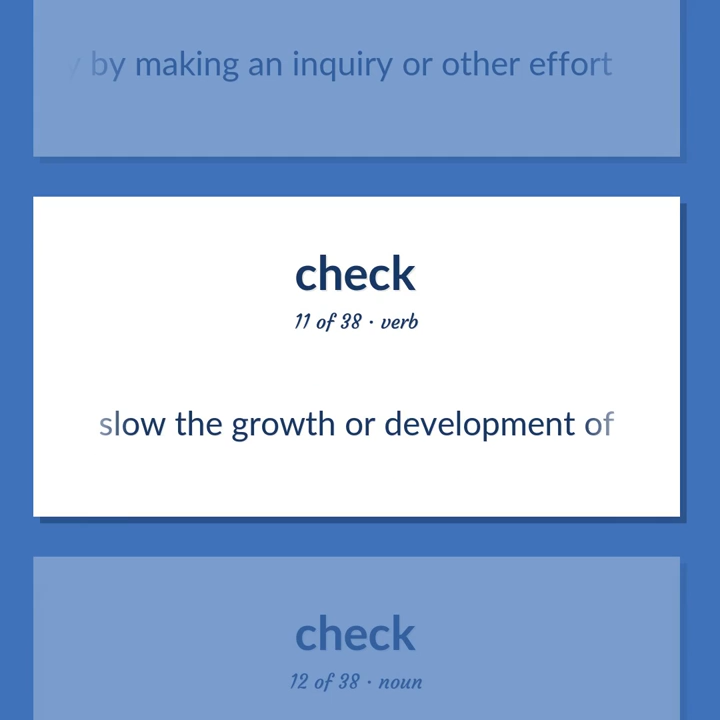 by making an inquiry or other effort
check
11 of 38 · verb
slow the growth or development of
check
12 of 38 · noun